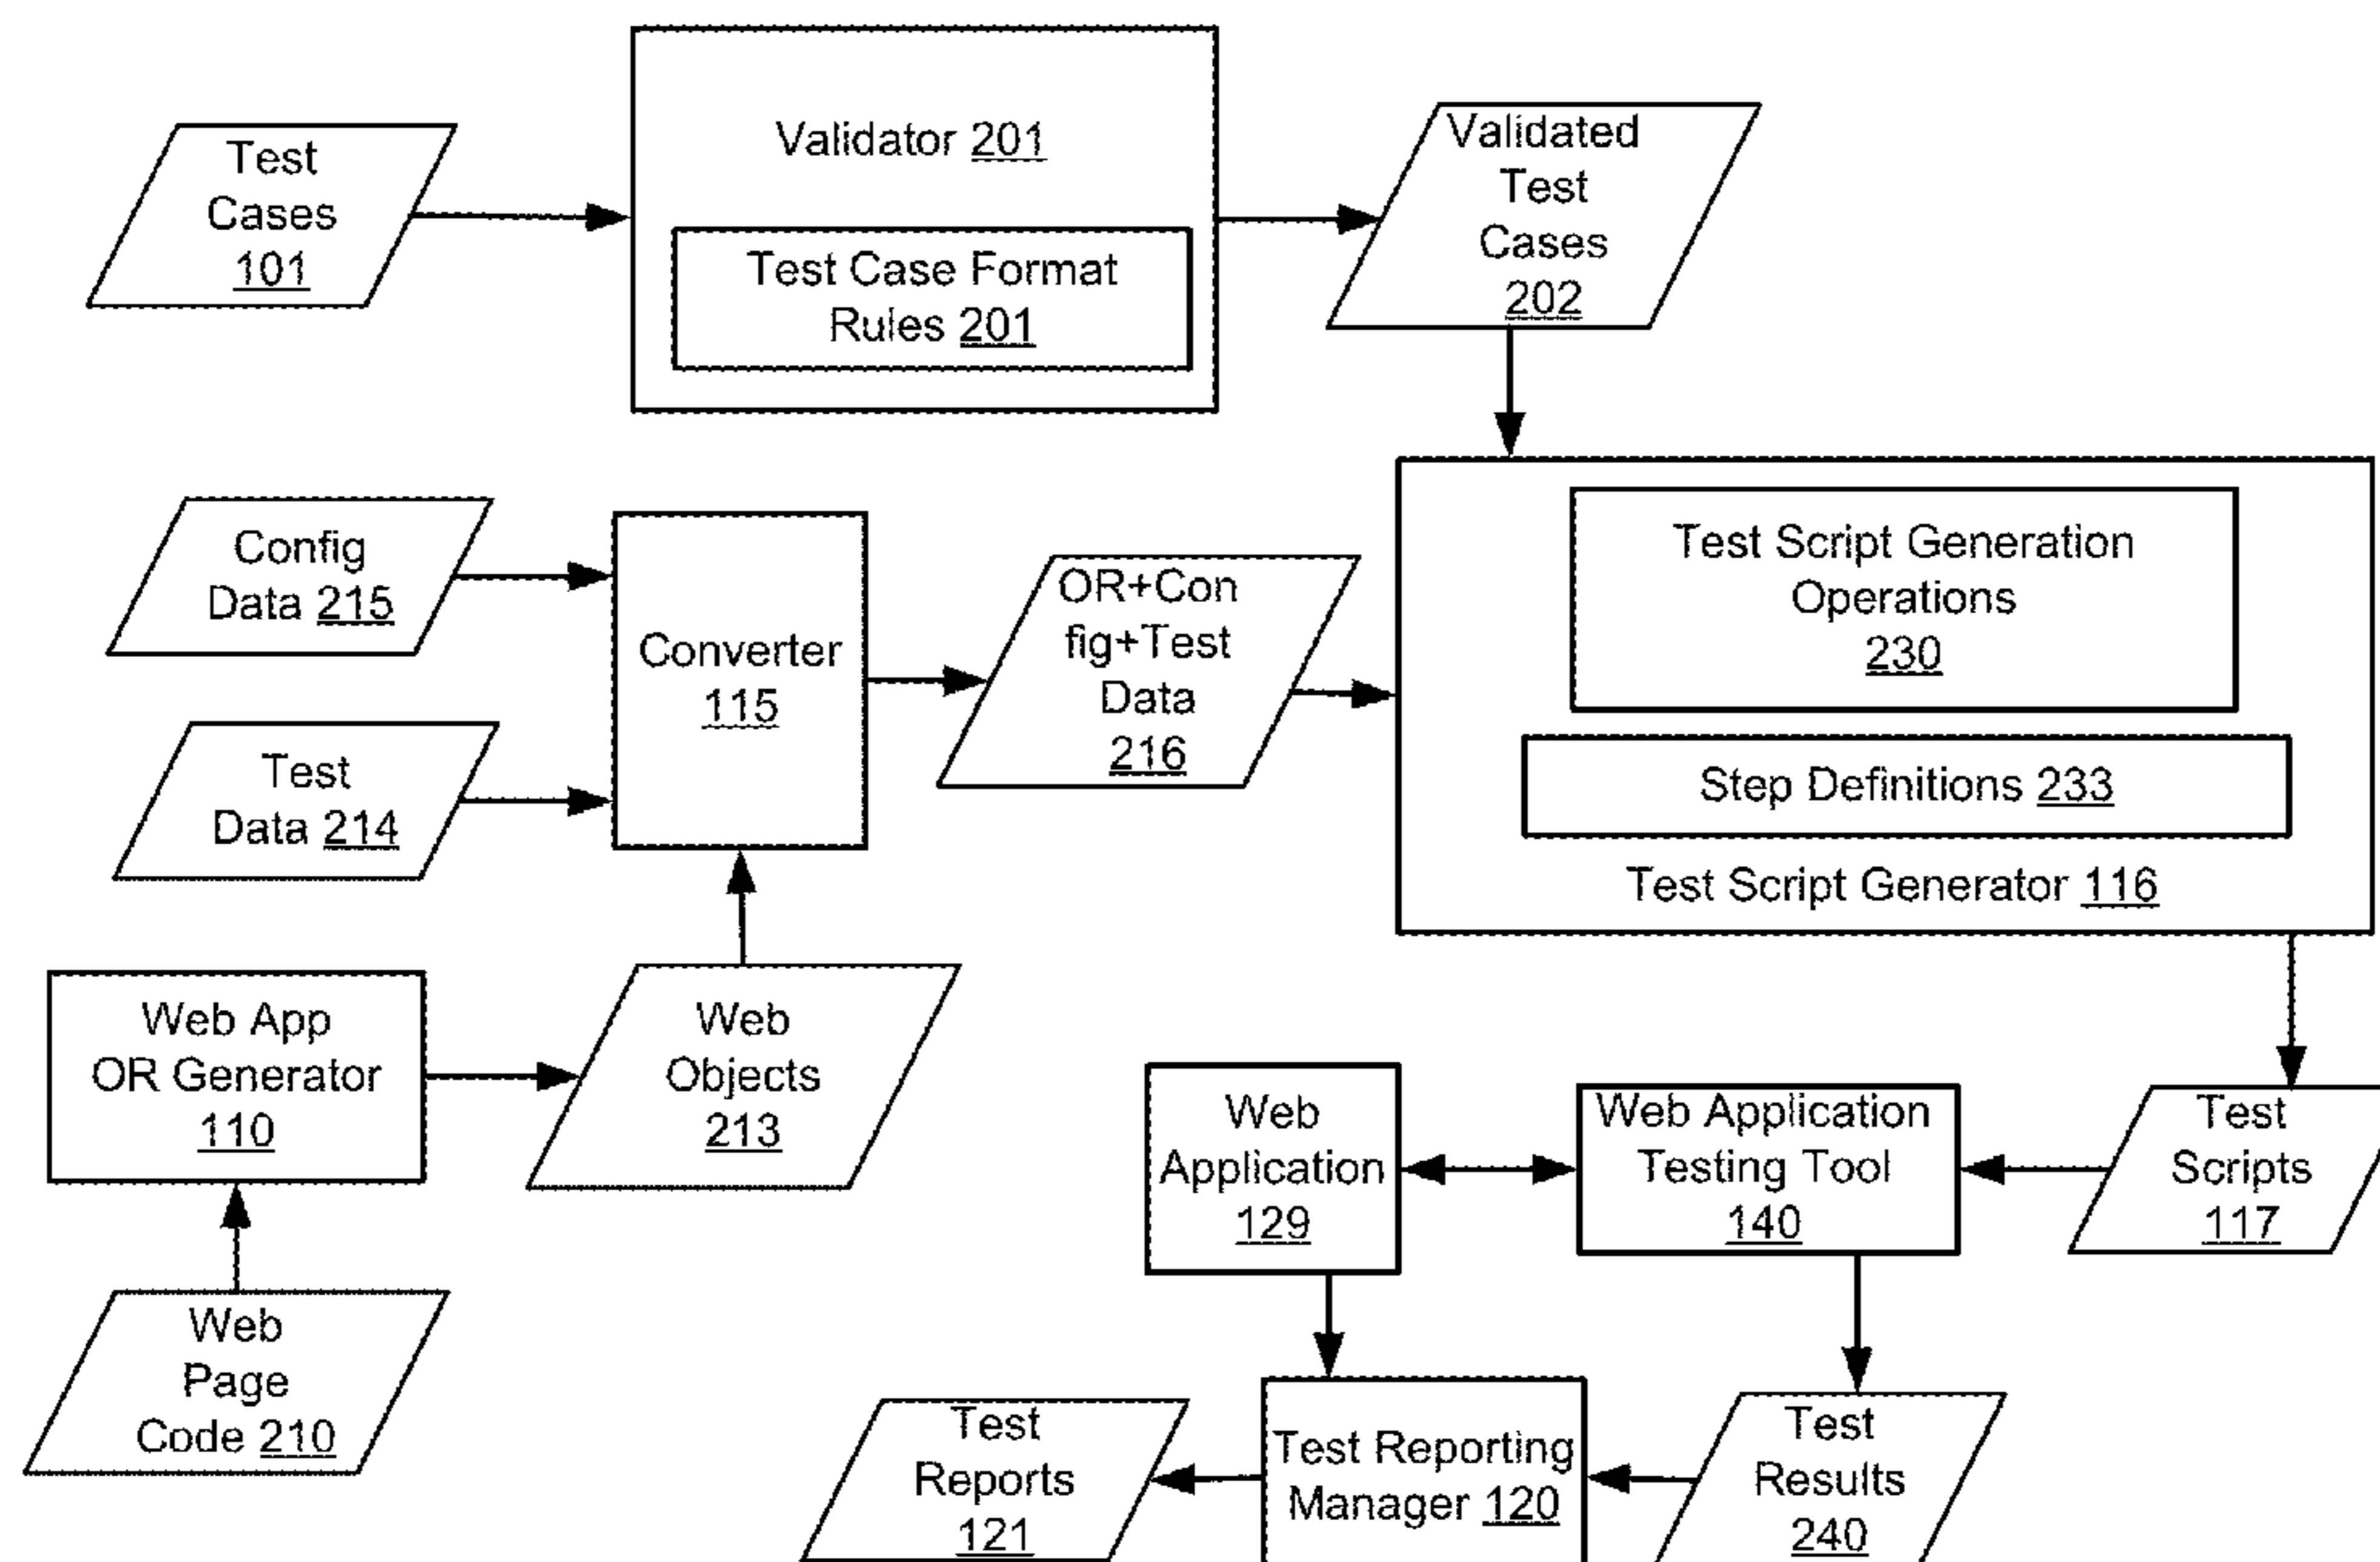 Test
Cases
101
Validator 201
Test Case Format
Rules 201
Validated
Test
Cases
202
Config
Data 215
Test
Data 214
Converter
115
OR+Con
fig+Test
Data
216
Test Script Generation
Operations
230
Step Definitions 233
Test Script Generator 116
Web App
OR Generator
110
Web
Objects
213
Web
Page
Code 210
Web
Application
129
Web Application
Testing Tool
140
Test
Scripts
117
Test
Reports
121
Test Reporting
Manager 120
Test
Results
240